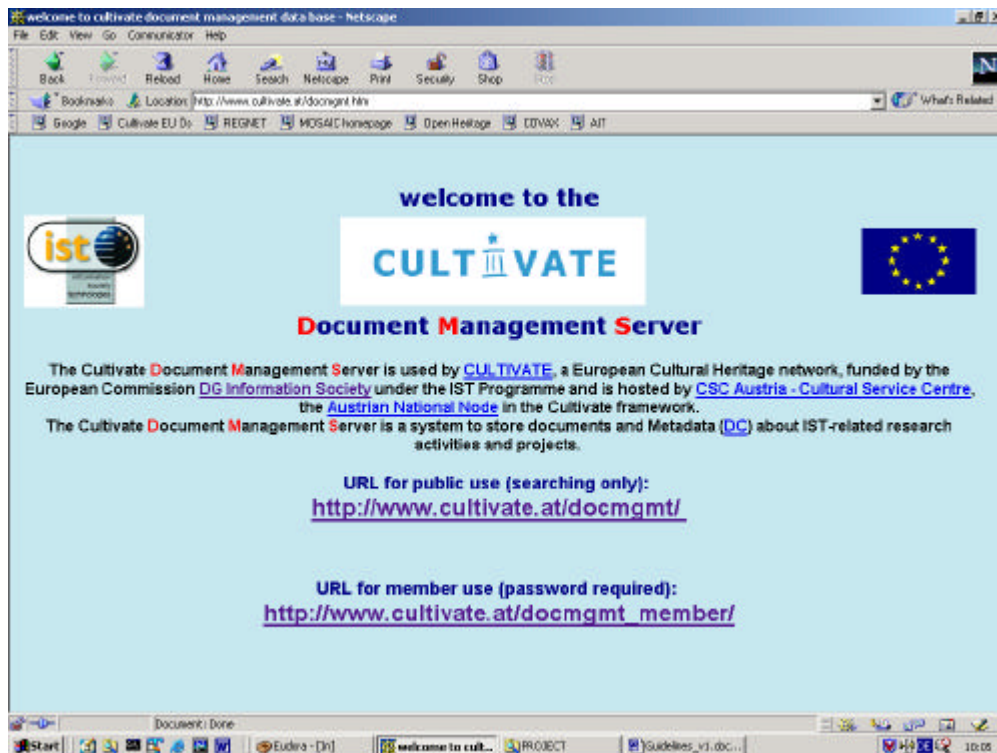 welcome to cultivate document management data base - Netscape
File Edit View Go Communicator Help
Back Forward Reload Home Search Netscape Print Security Shop Stop
N
Bookmarks Location: http://www.cultivate.at/docmgmt.htm What's Related
Google Cultivate EU Do REGNET MOSAIC homepage Open Heritage COVAX AIT
welcome to the
ist
information society technologies
CULTIVATE
Document Management Server
The Cultivate Document Management Server is used by CULTIVATE, a European Cultural Heritage network, funded by the
European Commission DG Information Society under the IST Programme and is hosted by CSC Austria - Cultural Service Centre,
the Austrian National Node in the Cultivate framework.
The Cultivate Document Management Server is a system to store documents and Metadata (DC) about IST-related research
activities and projects.
URL for public use (searching only):
http://www.cultivate.at/docmgmt/
URL for member use (password required):
http://www.cultivate.at/docmgmt_member/
Document: Done
Start Eudora - [In] welcome to cult... PROJECT Guidelines_v1.doc...